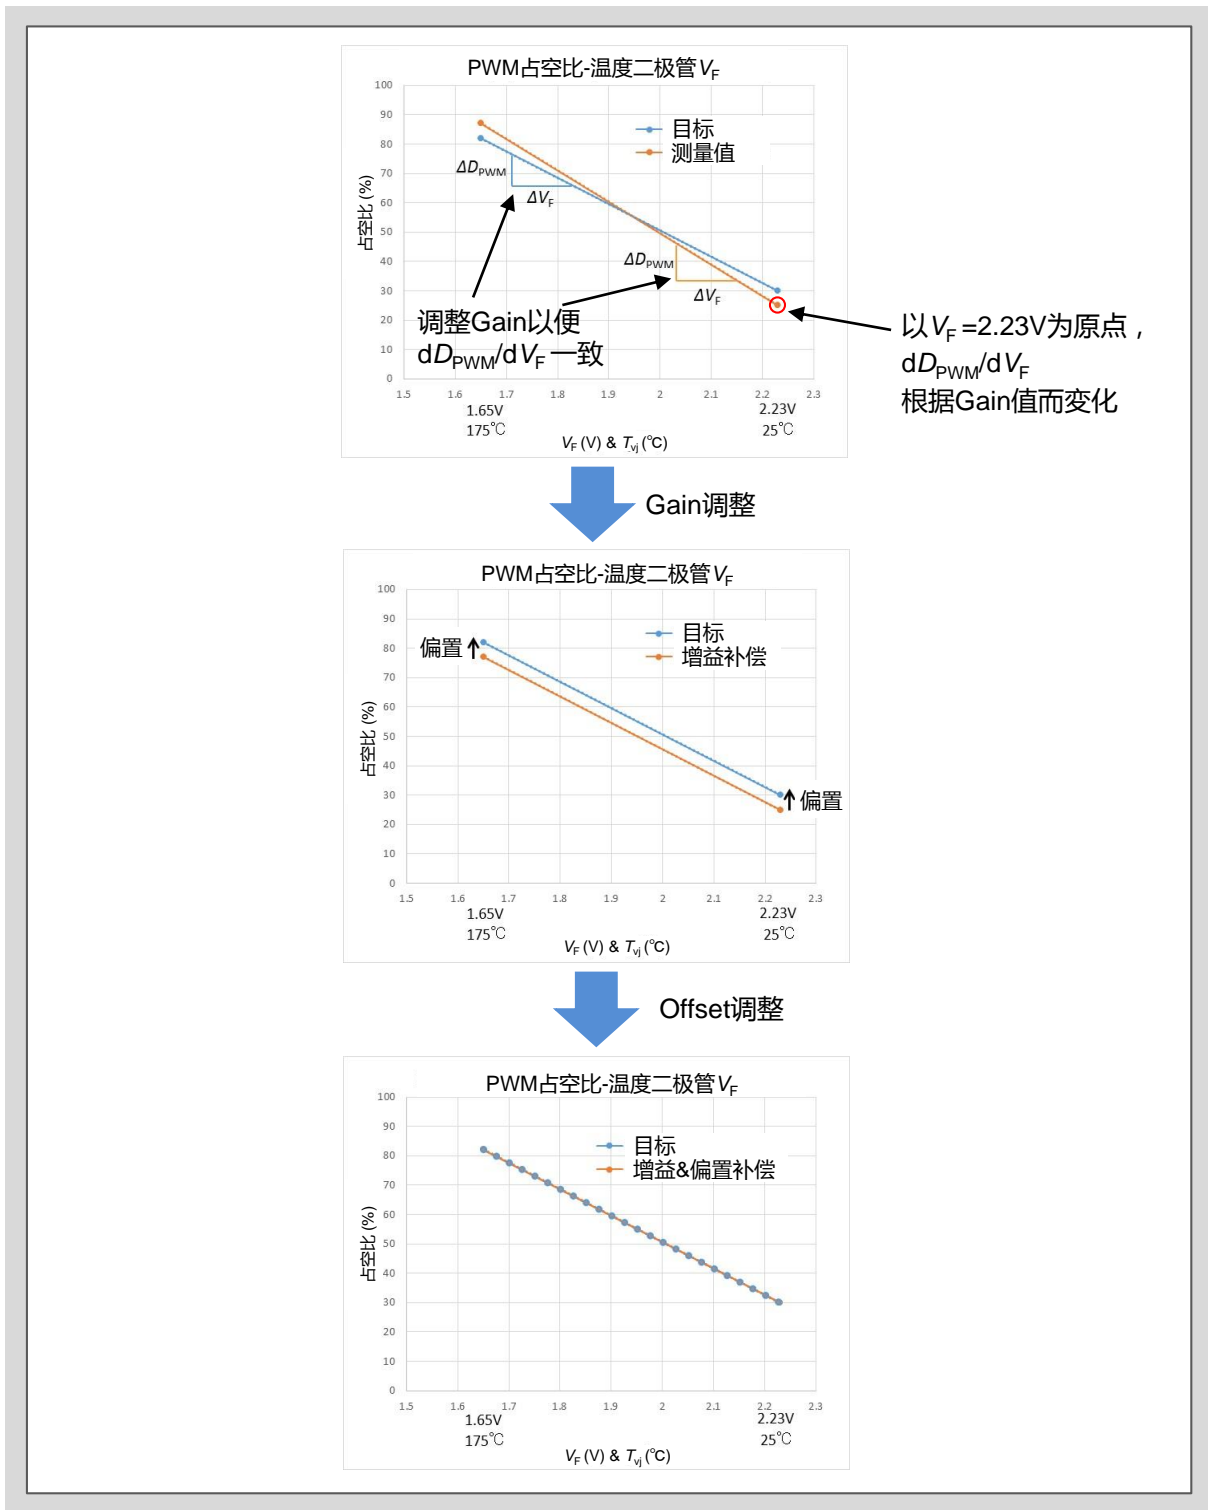 PWM占空比-温度二极管VF
100
90
80
70
60
50
40
30
20
10
0
占空比 (%)
目标
测量值
ΔDPWM
ΔVF
ΔDPWM
ΔVF
调整Gain以便
dDPWM/dVF 一致
以VF =2.23V为原点，
dDPWM/dVF
根据Gain值而变化
1.5 1.6 1.7 1.8 1.9 2 2.1 2.2 2.3
1.65V 2.23V
175℃ 25℃
VF (V) & Tvj (℃)
Gain调整
PWM占空比-温度二极管VF
100
90
80
70
60
50
40
30
20
10
0
占空比 (%)
目标
增益补偿
偏置
偏置
1.5 1.6 1.7 1.8 1.9 2 2.1 2.2 2.3
1.65V 2.23V
175℃ 25℃
VF (V) & Tvj (℃)
Offset调整
PWM占空比-温度二极管VF
100
90
80
70
60
50
40
30
20
10
0
占空比 (%)
目标
增益&偏置补偿
1.5 1.6 1.7 1.8 1.9 2 2.1 2.2 2.3
1.65V 2.23V
175℃ 25℃
VF (V) & Tvj (℃)